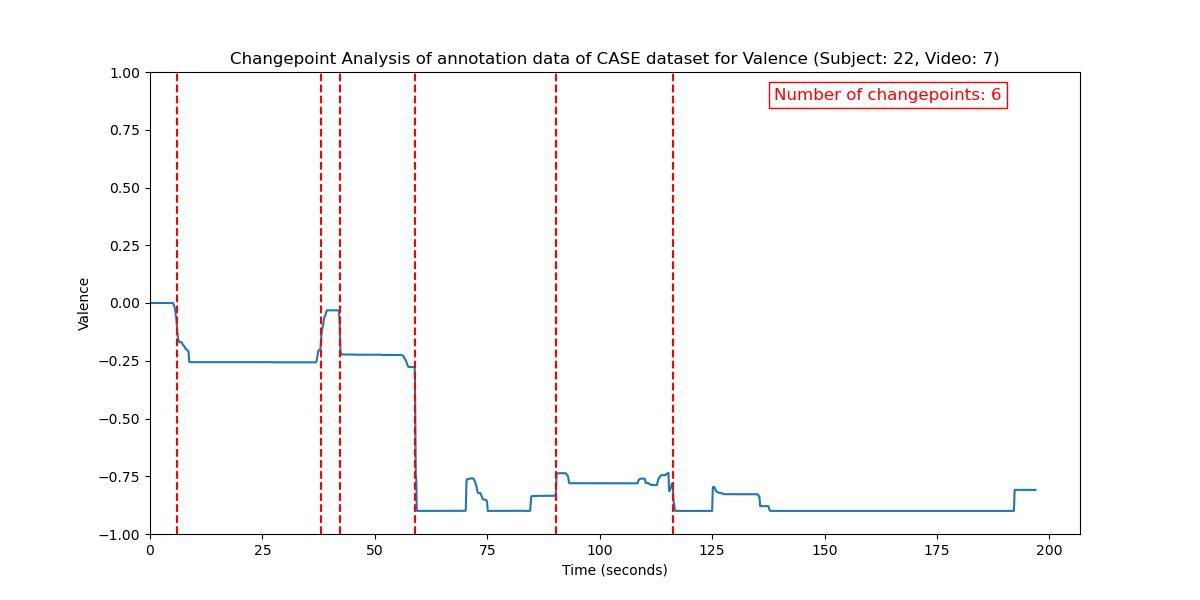 Changepoint Analysis of annotation data of CASE dataset for Valence (Subject: 22, Video: 7)
Number of changepoints: 6
1.00
0.75
0.50
0.25
0.00
−0.25
−0.50
−0.75
−1.00
Valence
0 25 50 75 100 125 150 175 200
Time (seconds)